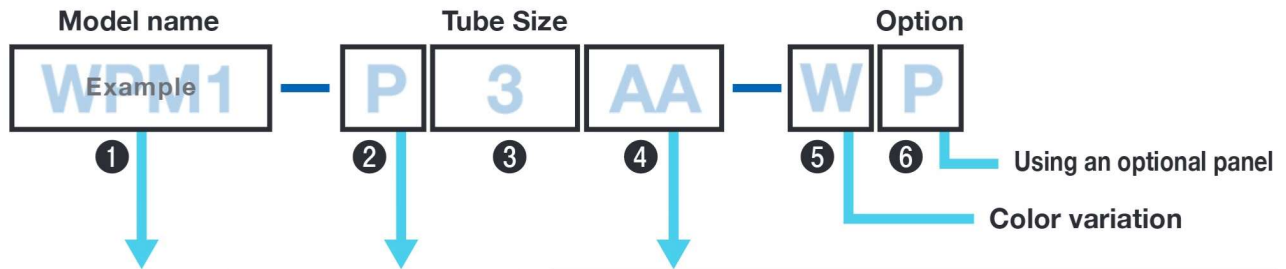 Model name Tube Size Option
WPM1 Example — P 3 AA — W P
❶ ❷ ❸ ❹ ❺ ❻
Using an optional panel
Color variation